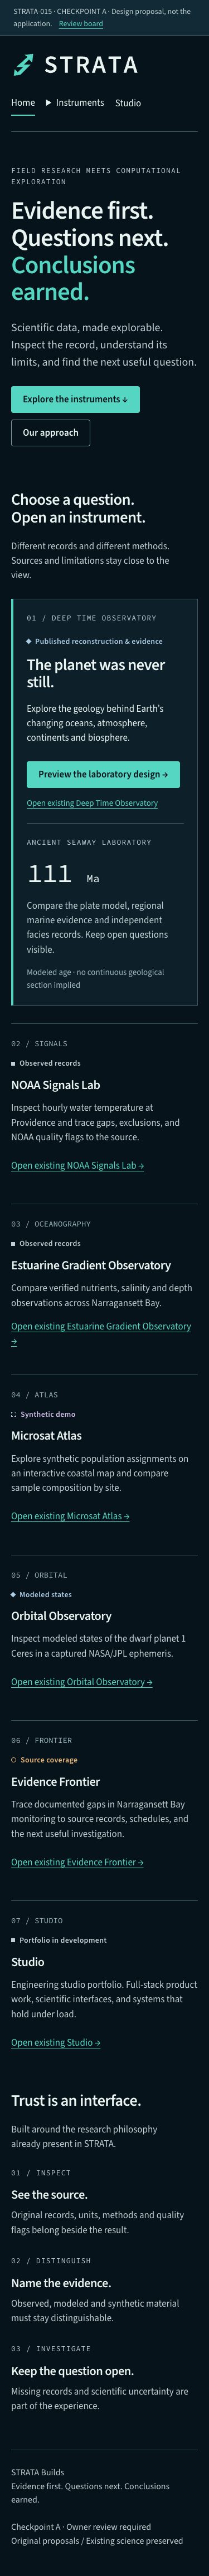 STRATA-015 · CHECKPOINT A · Design proposal, not the
application. Review board
STRATA
Home ▶ Instruments Studio
FIELD RESEARCH MEETS COMPUTATIONAL
EXPLORATION
Evidence first.
Questions next.
Conclusions
earned.
Scientific data, made explorable.
Inspect the record, understand its
limits, and find the next useful question.
Explore the instruments ↓
Our approach
Choose a question.
Open an instrument.
Different records and different methods.
Sources and limitations stay close to the
view.
01 / DEEP TIME OBSERVATORY
Published reconstruction & evidence
The planet was never
still.
Explore the geology behind Earth's
changing oceans, atmosphere,
continents and biosphere.
Preview the laboratory design →
Open existing Deep Time Observatory
ANCIENT SEAWAY LABORATORY
111 Ma
Compare the plate model, regional
marine evidence and independent
facies records. Keep open questions
visible.
Modeled age · no continuous geological
section implied
02 / SIGNALS
Observed records
NOAA Signals Lab
Inspect hourly water temperature at
Providence and trace gaps, exclusions, and
NOAA quality flags to the source.
Open existing NOAA Signals Lab →
03 / OCEANOGRAPHY
Observed records
Estuarine Gradient Observatory
Compare verified nutrients, salinity and depth
observations across Narragansett Bay.
Open existing Estuarine Gradient Observatory
→
04 / ATLAS
Synthetic demo
Microsat Atlas
Explore synthetic population assignments on
an interactive coastal map and compare
sample composition by site.
Open existing Microsat Atlas →
05 / ORBITAL
Modeled states
Orbital Observatory
Inspect modeled states of the dwarf planet 1
Ceres in a captured NASA/JPL ephemeris.
Open existing Orbital Observatory →
06 / FRONTIER
Source coverage
Evidence Frontier
Trace documented gaps in Narragansett Bay
monitoring to source records, schedules, and
the next useful investigation.
Open existing Evidence Frontier →
07 / STUDIO
Portfolio in development
Studio
Engineering studio portfolio. Full-stack product
work, scientific interfaces, and systems that
hold under load.
Open existing Studio →
Trust is an interface.
Built around the research philosophy
already present in STRATA.
01 / INSPECT
See the source.
Original records, units, methods and quality
flags belong beside the result.
02 / DISTINGUISH
Name the evidence.
Observed, modeled and synthetic material
must stay distinguishable.
03 / INVESTIGATE
Keep the question open.
Missing records and scientific uncertainty are
part of the experience.
STRATA Builds
Evidence first. Questions next. Conclusions
earned.
Checkpoint A · Owner review required
Original proposals / Existing science preserved